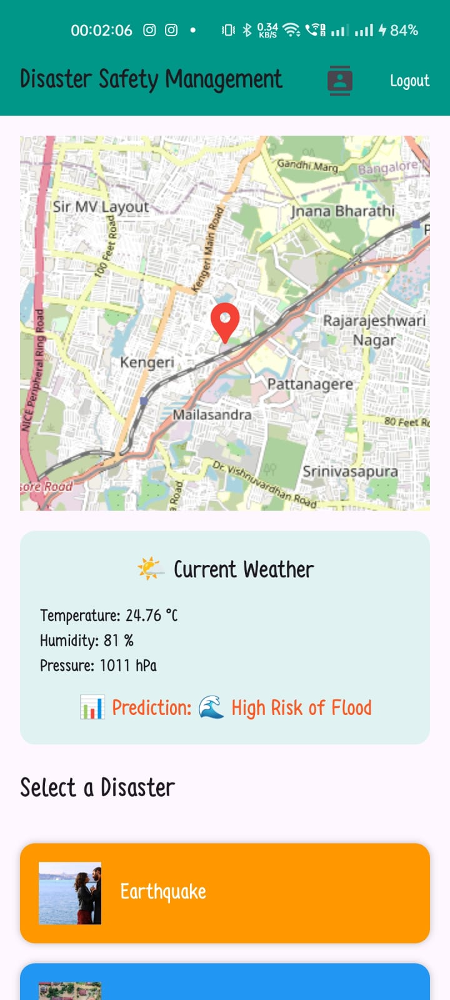 00:02:06
0.34
KB/S
84%
Disaster Safety Management
Logout
Gandhi Marg
Bangalore N
Sir MV Layout
Jnana Bharathi
100 Feet Road
Kengeri Main Road
P
NICE Peripheral Ring Road
Rajarajeshwari
Nagar
Kengeri
Pattanagere
Mailasandra
80 Feet Ro
Dr. Vishnuvardhan Road
Srinivasapura
sore Road
a Road
Current Weather
Temperature: 24.76 °C
Humidity: 81 %
Pressure: 1011 hPa
Prediction: 🌊 High Risk of Flood
Select a Disaster
Earthquake